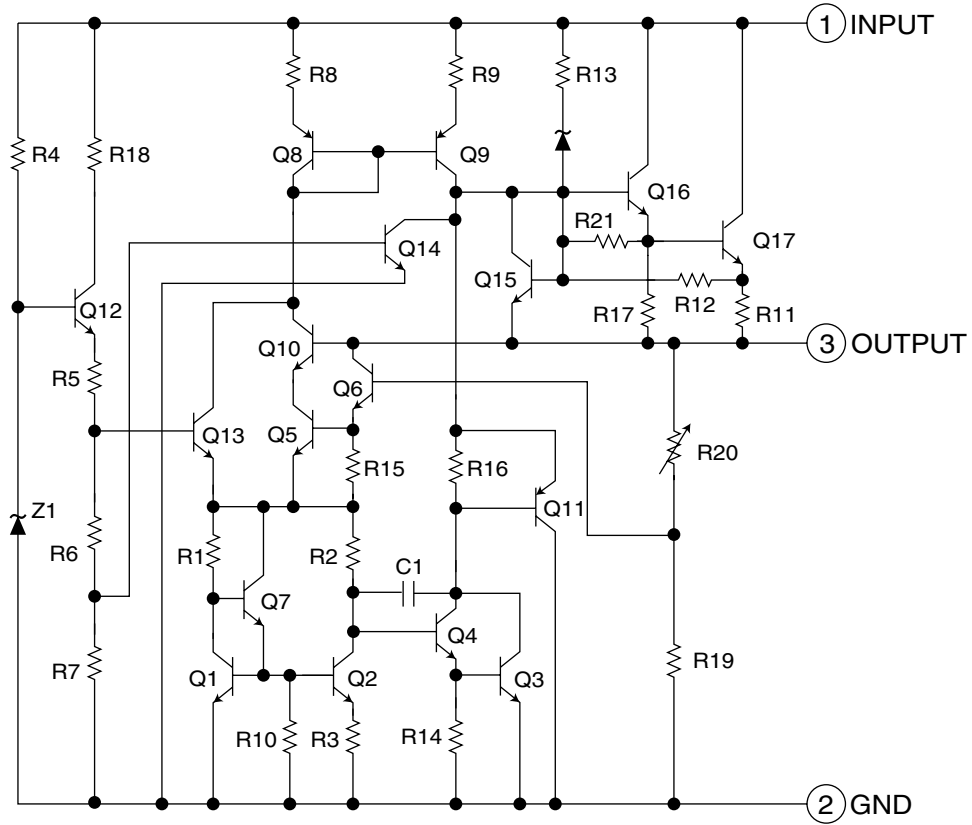 1 INPUT
R8
R9
R13
R4
R18
Q8
Q9
Q16
R21
Q14
Q17
Q15
Q12
R12
R17
R11
Q10
3 OUTPUT
R5
Q6
Q13
Q5
R15
R16
R20
Z1
Q11
R6
R1
R2
C1
Q7
Q4
R7
Q1
Q2
Q3
R19
R10
R3
R14
2 GND